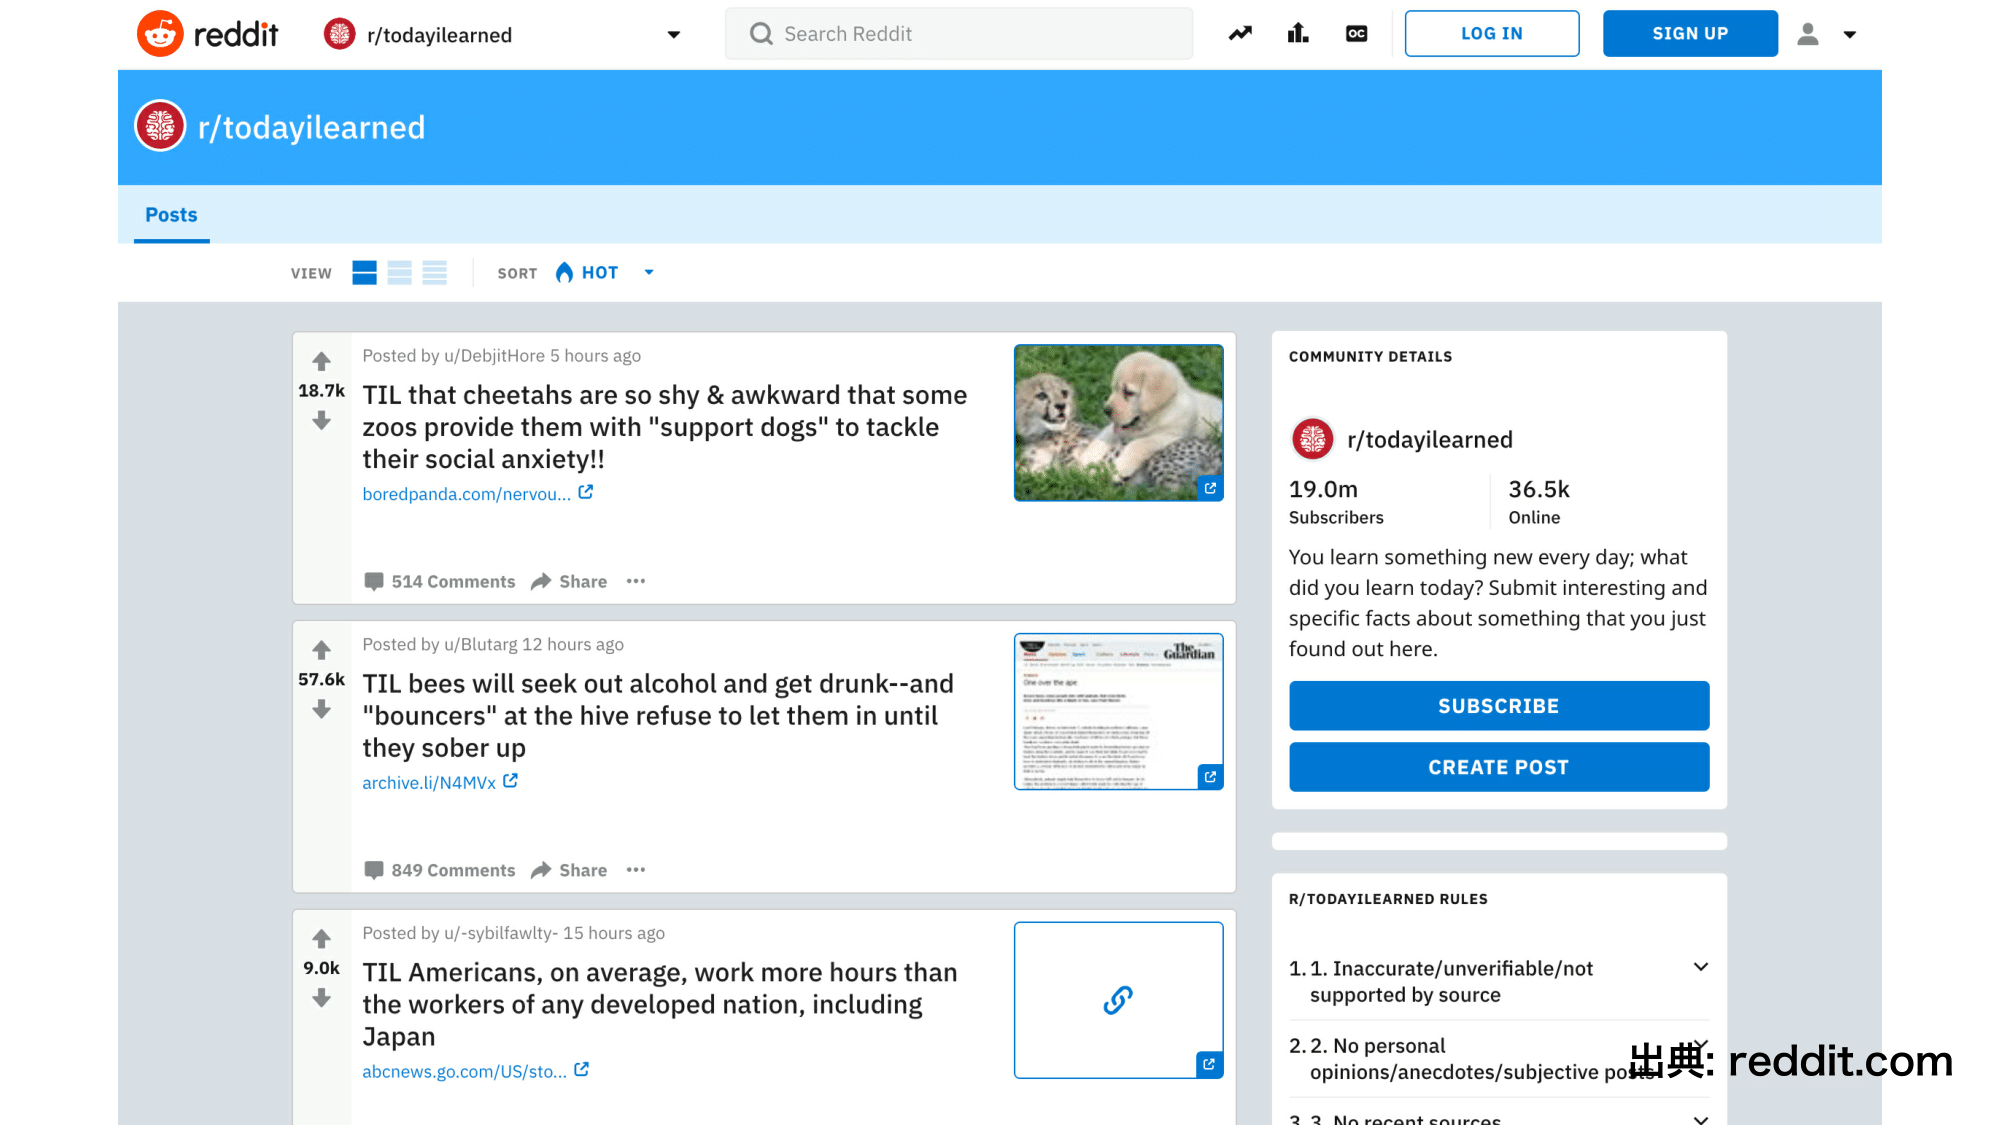 reddit
r/todayilearned
Search Reddit
OC
LOG IN
SIGN UP
r/todayilearned
Posts
VIEW
SORT
HOT
Posted by u/DebjitHore 5 hours ago
18.7k
TIL that cheetahs are so shy & awkward that some
zoos provide them with "support dogs" to tackle
their social anxiety!!
boredpanda.com/nervou...
514 Comments
Share
Posted by u/Blutarg 12 hours ago
57.6k
TIL bees will seek out alcohol and get drunk--and
"bouncers" at the hive refuse to let them in until
they sober up
archive.li/N4MVx
The
Guardian
One over the ape
849 Comments
Share
Posted by u/-sybilfawlty- 15 hours ago
9.0k
TIL Americans, on average, work more hours than
the workers of any developed nation, including
Japan
abcnews.go.com/US/sto...
COMMUNITY DETAILS
r/todayilearned
19.0m
Subscribers
36.5k
Online
You learn something new every day; what
did you learn today? Submit interesting and
specific facts about something that you just
found out here.
SUBSCRIBE
CREATE POST
R/TODAYILEARNED RULES
1. 1. Inaccurate/unverifiable/not
supported by source
2. 2. No personal
opinions/anecdotes/subjective posts
3. 3. No recent sources
出典: reddit.com